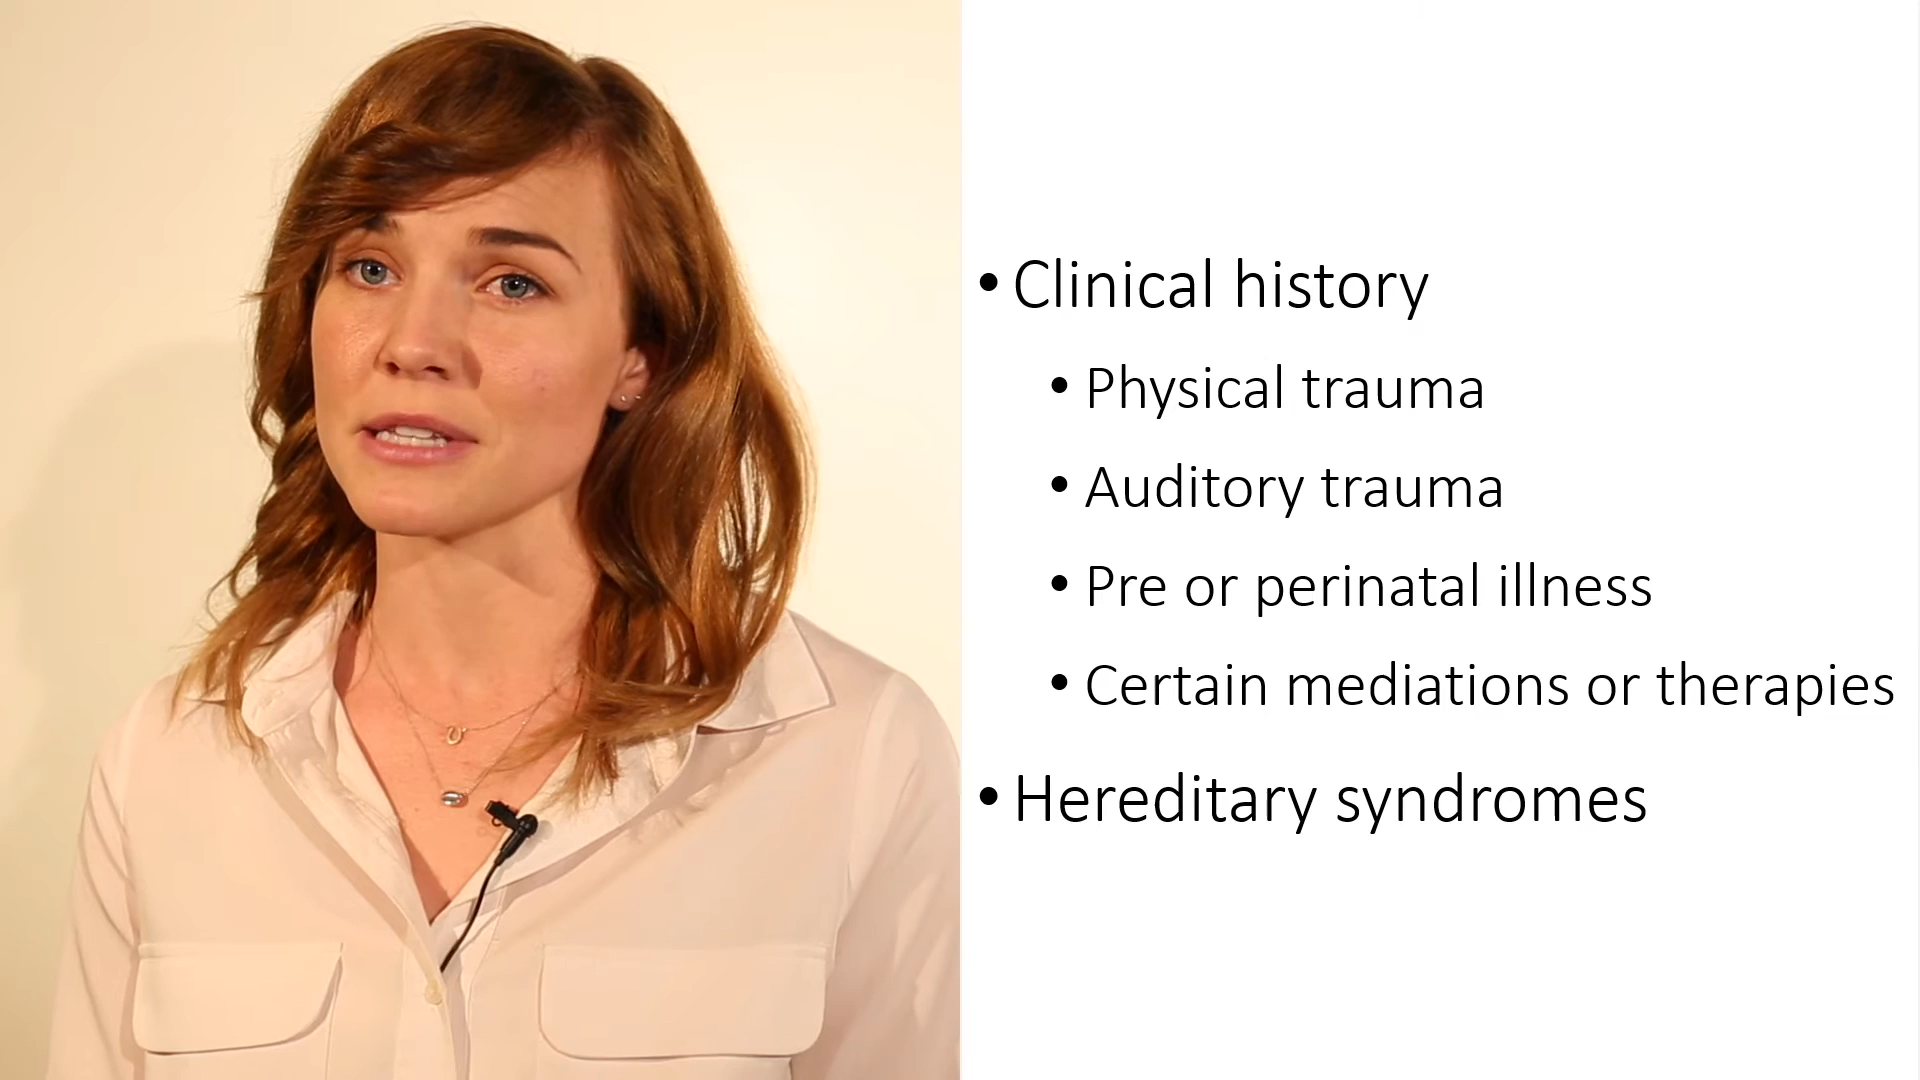 • Clinical history
• Physical trauma
• Auditory trauma
• Pre or perinatal illness
• Certain mediations or therapies
• Hereditary syndromes